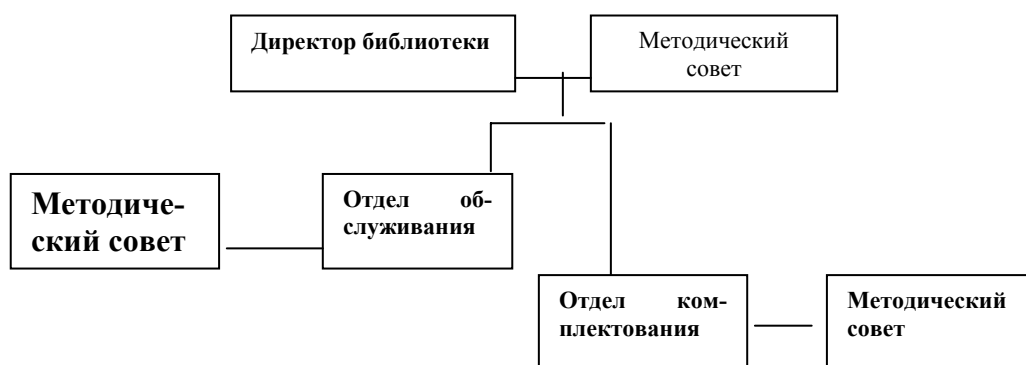 Директор библиотеки
Методический
совет
Методиче-
ский совет
Отдел об-
служивания
Отдел ком-
плектования
Методический
совет